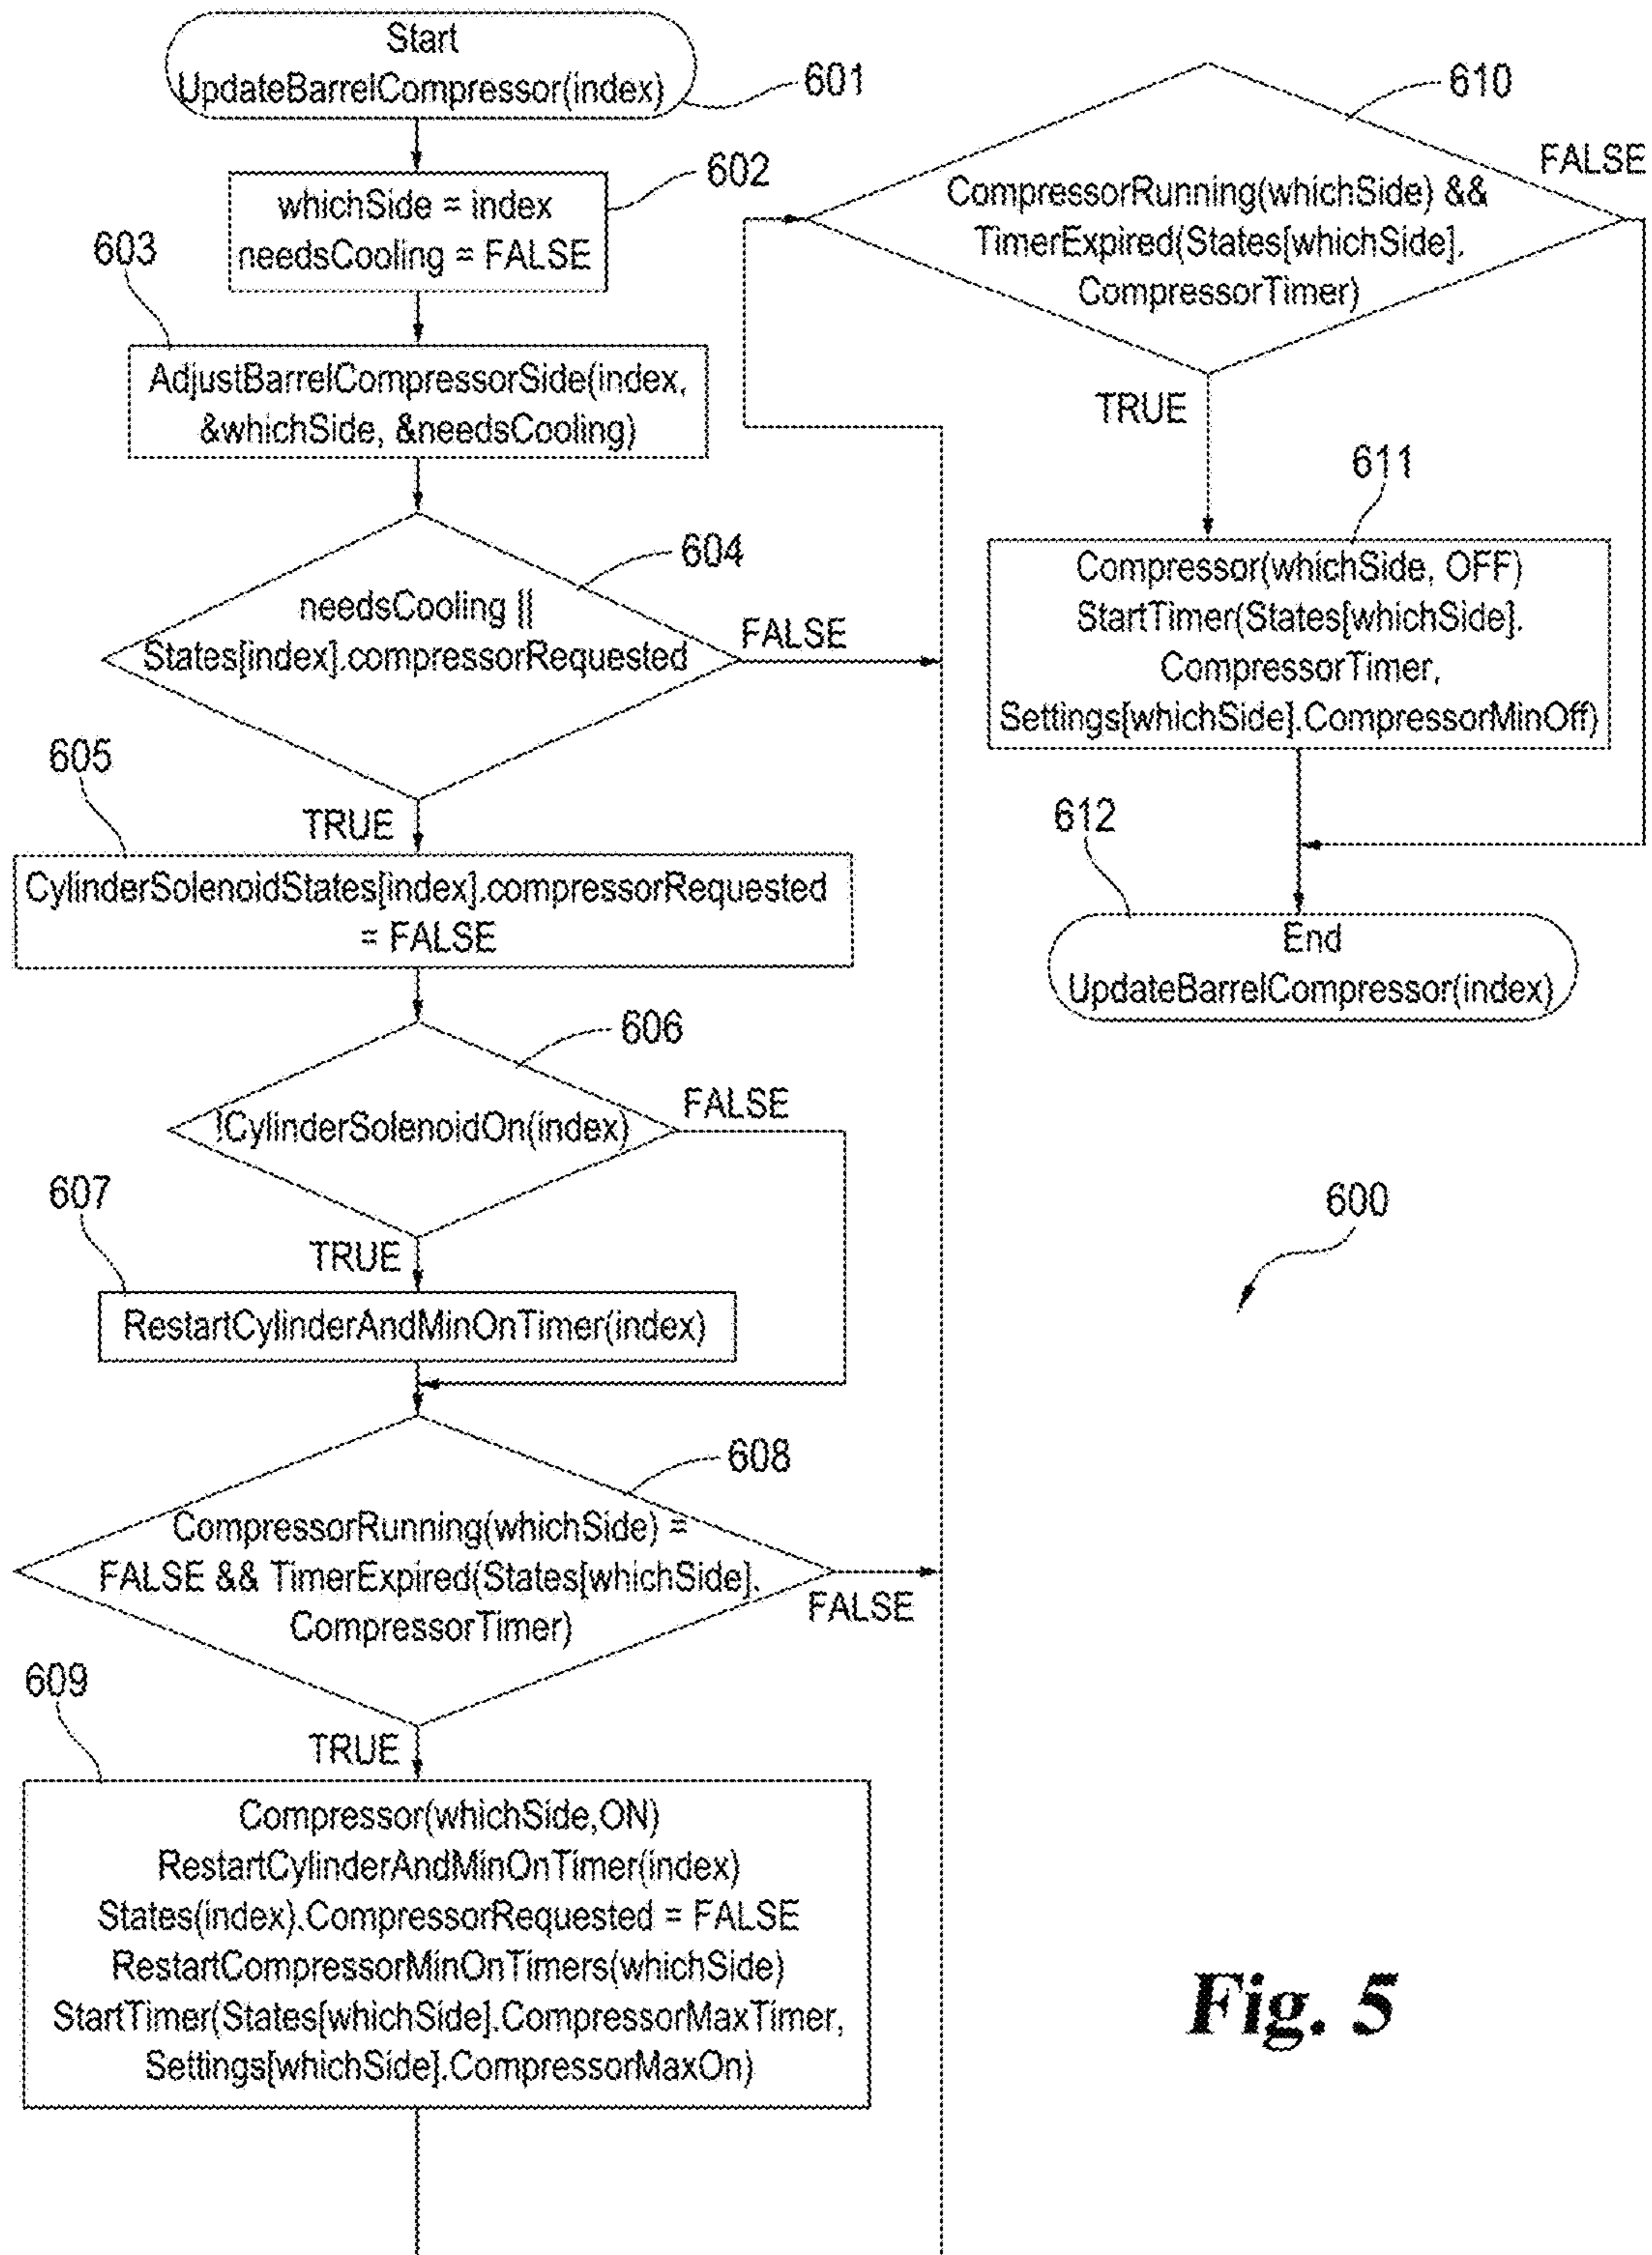 Start
UpdateBarrelCompressor(index)
601
602
whichSide = index
needsCooling = FALSE
603
AdjustBarrelCompressorSide(index,
&whichSide, &needsCooling)
604
needsCooling ||
States[index].compressorRequested
FALSE
TRUE
605
CylinderSolenoidStates[index].compressorRequested
= FALSE
606
!CylinderSolenoidOn(index)
FALSE
TRUE
607
RestartCylinderAndMinOnTimer(index)
608
CompressorRunning(whichSide) =
FALSE && TimerExpired(States[whichSide].
CompressorTimer)
FALSE
TRUE
609
Compressor(whichSide,ON)
RestartCylinderAndMinOnTimer(index)
States(index).CompressorRequested = FALSE
RestartCompressorMinOnTimers(whichSide)
StartTimer(States[whichSide].CompressorMaxTimer,
Settings[whichSide].CompressorMaxOn)
610
CompressorRunning(whichSide) &&
TimerExpired(States[whichSide].
CompressorTimer)
FALSE
TRUE
611
Compressor(whichSide, OFF)
StartTimer(States[whichSide].
CompressorTimer,
Settings[whichSide].CompressorMinOff)
612
End
UpdateBarrelCompressor(index)
600
Fig. 5